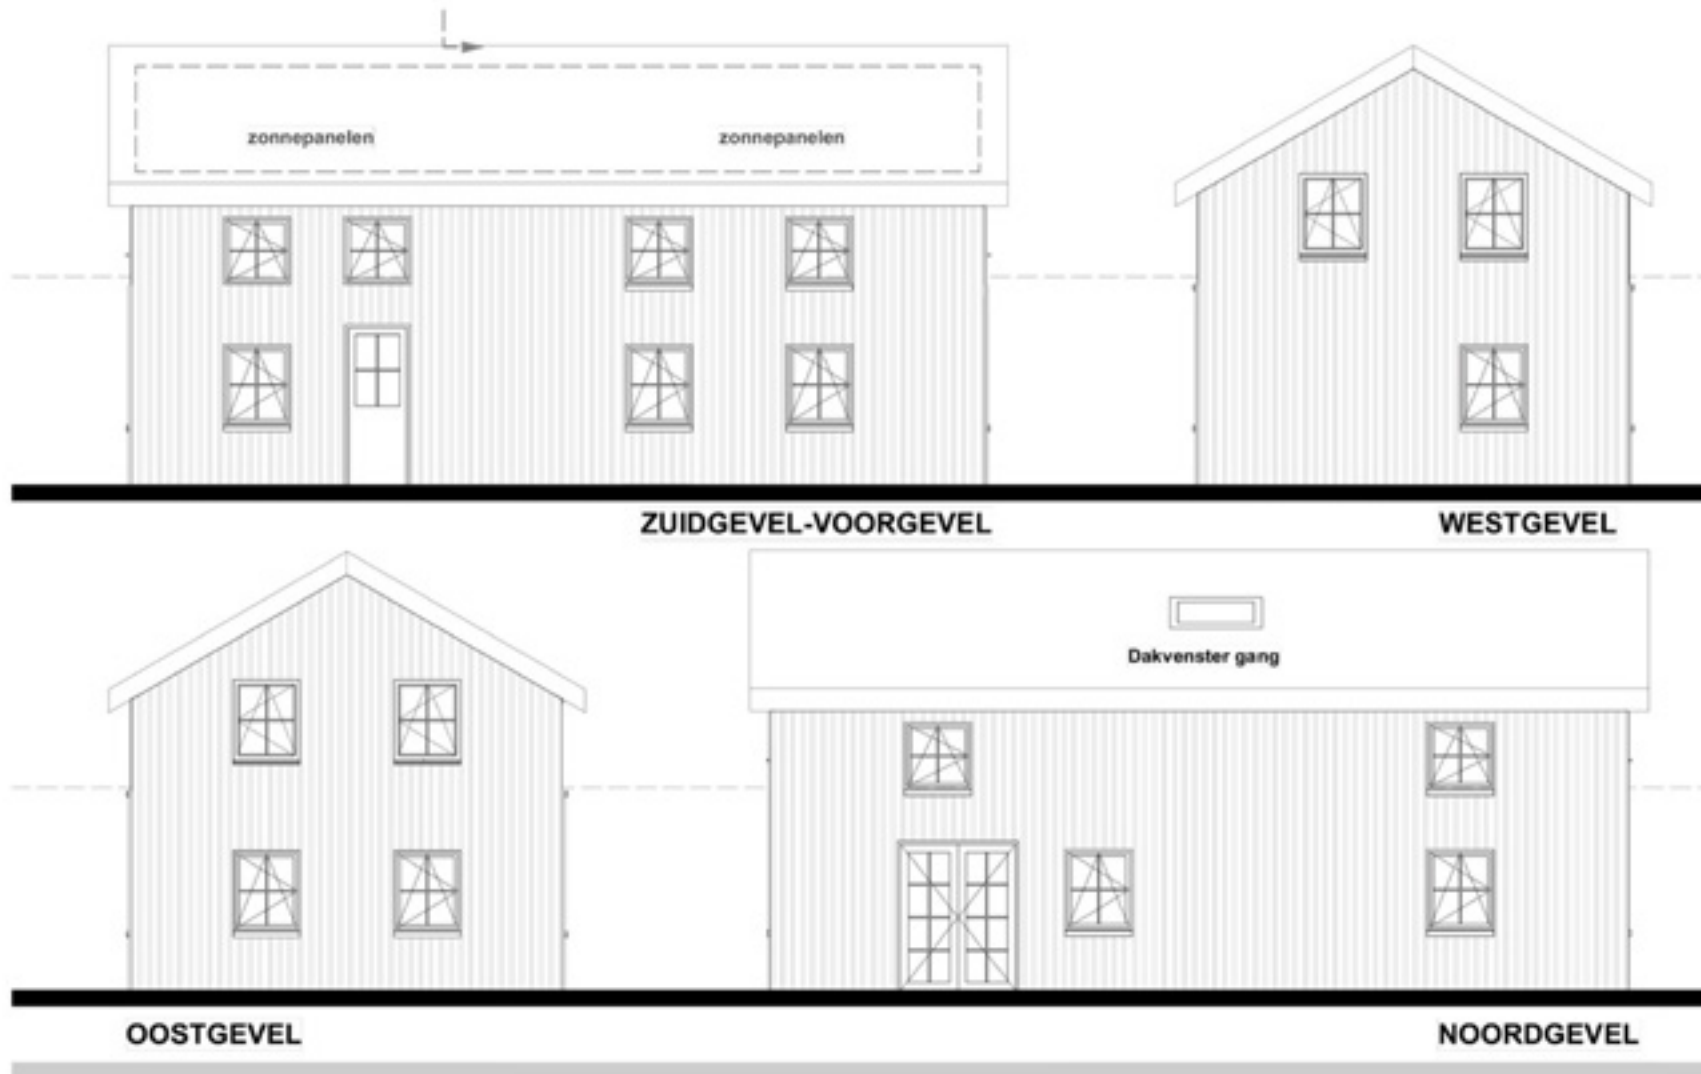 zonnepanelen
zonnepanelen
ZUIDGEVEL-VOORGEVEL
WESTGEVEL
Dakvenster gang
OOSTGEVEL
NOORDGEVEL